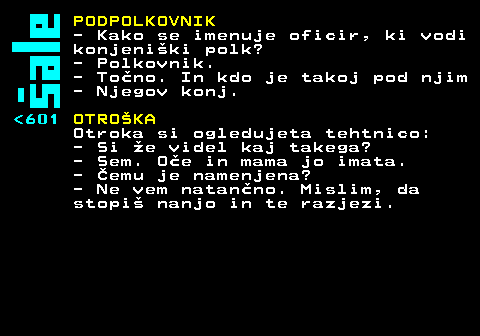 šale
PODPOLKOVNIK
- Kako se imenuje oficir, ki vodi
konjeniški polk?
- Polkovnik.
- Točno. In kdo je takoj pod njim
- Njegov konj.
<601 OTROŠKA
Otroka si ogledujeta tehtnico:
- Si že videl kaj takega?
- Sem. Oče in mama jo imata.
- Čemu je namenjena?
- Ne vem natančno. Mislim, da
stopiš nanjo in te razjezi.